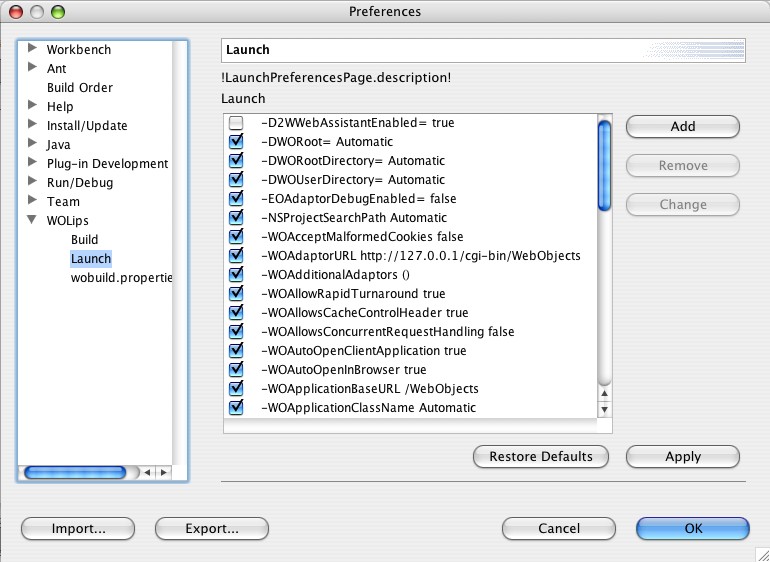 Preferences
Workbench
Ant
Build Order
Help
Install/Update
Java
Plug-in Development
Run/Debug
Team
WOLips
Build
Launch
wobuild.propertie
Launch
!LaunchPreferencesPage.description!
Launch
-D2WWebAssistantEnabled= true
-DWORoot= Automatic
-DWORootDirectory= Automatic
-DWOUserDirectory= Automatic
-EOAdaptorDebugEnabled= false
-NSProjectSearchPath Automatic
-WOAcceptMalformedCookies false
-WOAdaptorURL http://127.0.0.1/cgi-bin/WebObjects
-WOAdditionalAdaptors ()
-WOAllowRapidTurnaround true
-WOAllowsCacheControlHeader true
-WOAllowsConcurrentRequestHandling false
-WOAutoOpenClientApplication true
-WOAutoOpenInBrowser true
-WOApplicationBaseURL /WebObjects
-WOApplicationClassName Automatic
Add
Remove
Change
Restore Defaults
Apply
Import...
Export...
Cancel
OK